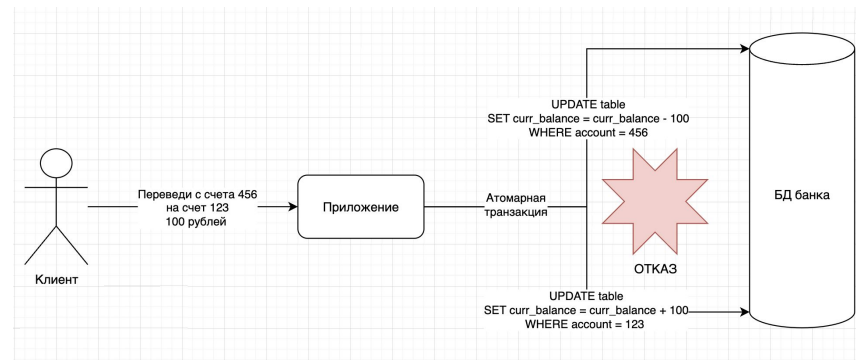 Клиент
Переведи с счета 456
на счет 123
100 рублей
Приложение
Атомарная
транзакция
UPDATE table
SET curr_balance = curr_balance - 100
WHERE account = 456
ОТКАЗ
UPDATE table
SET curr_balance = curr_balance + 100
WHERE account = 123
БД банка